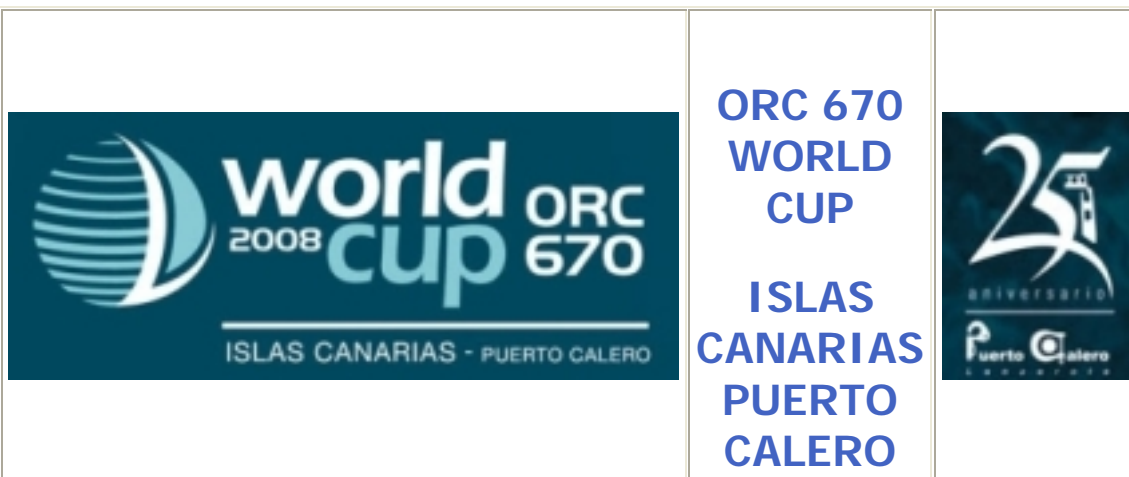 world
2008 cup
ORC
670
ISLAS CANARIAS - PUERTO CALERO
ORC 670
WORLD
CUP
ISLAS
CANARIAS
PUERTO
CALERO
25
aniversario
Puerto Calero
Lanzarote